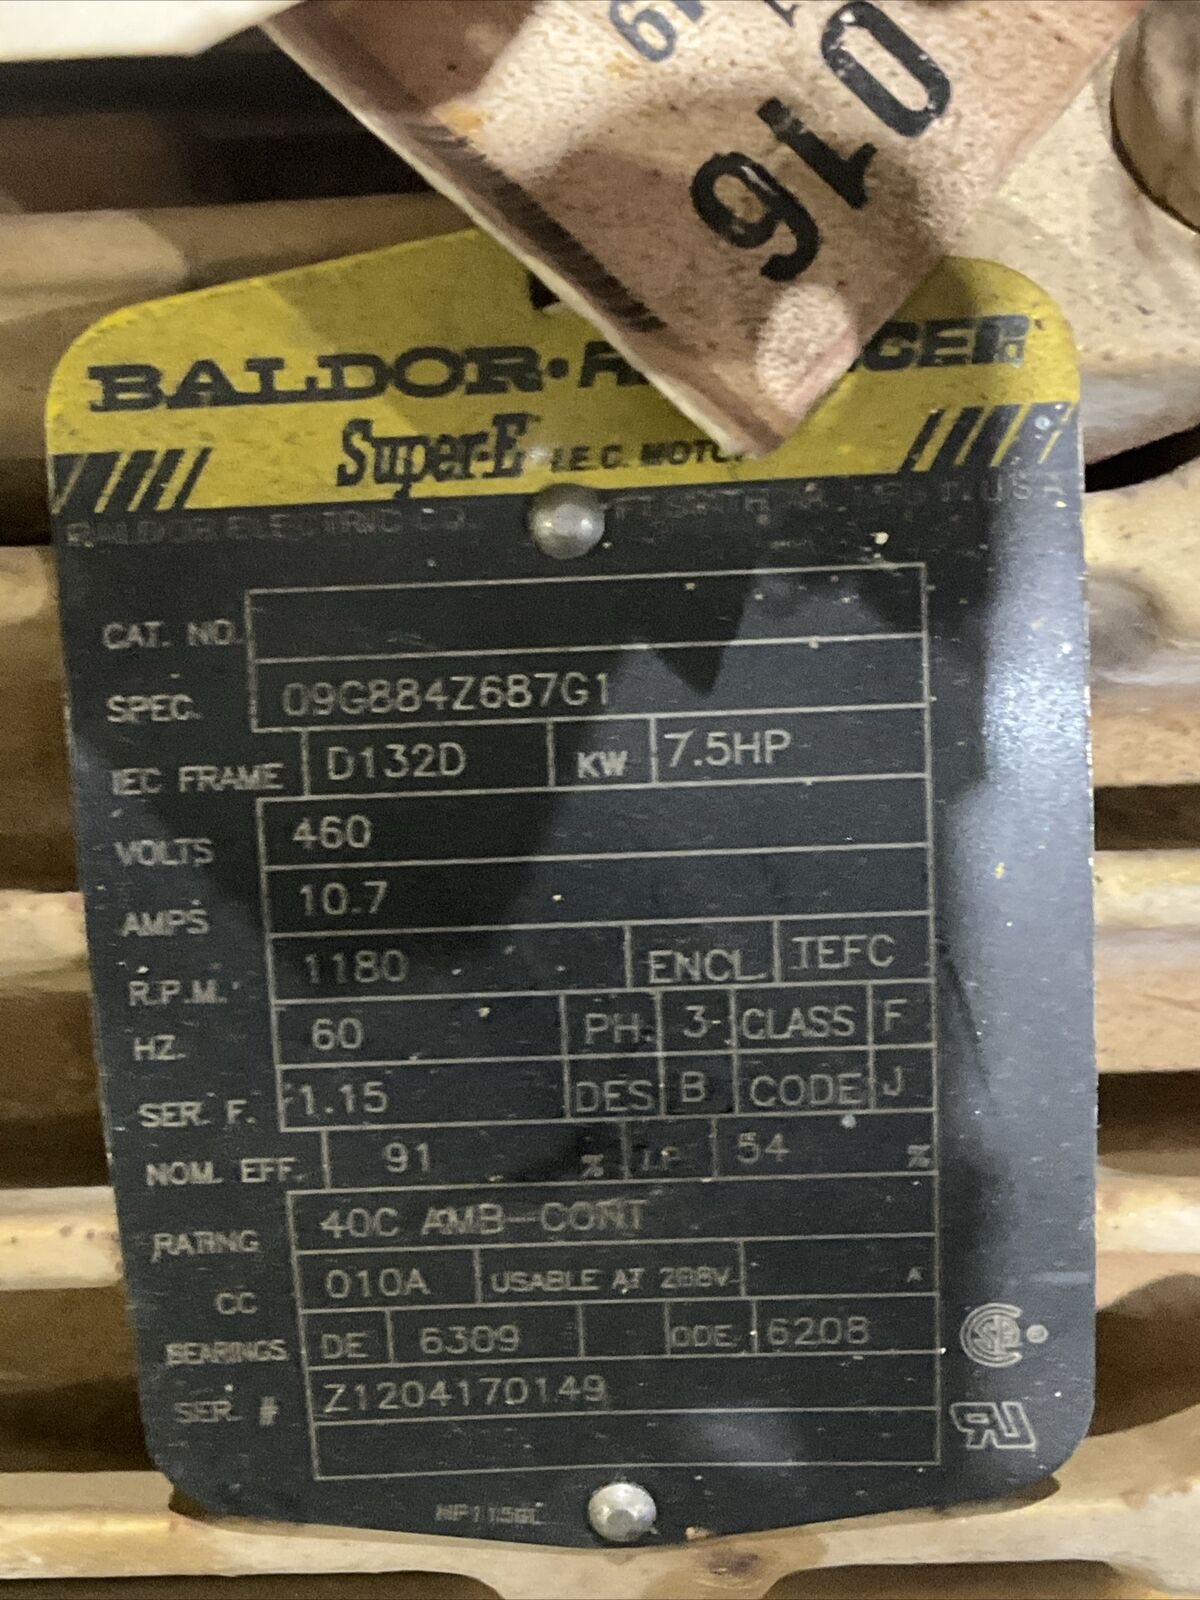 016
BALDOR •
Super-E I.E.C. MOTOR
BALDOR ELECTRIC CO.
CAT. NO.
SPEC. 09G884Z687G1
IEC FRAME D132D KW 7.5HP
VOLTS 460
AMPS 10.7
R.P.M. 1180 ENCL. TEFC
HZ. 60 PH. 3 CLASS F
SER. F. 1.15 DES B CODE J
NOM. EFF. 91 % P.F. 54 %
RATING 40C AMB-CONT
CC 010A USABLE AT 208V A
BEARINGS DE 6309 ODE 6208
SER. # Z1204170149